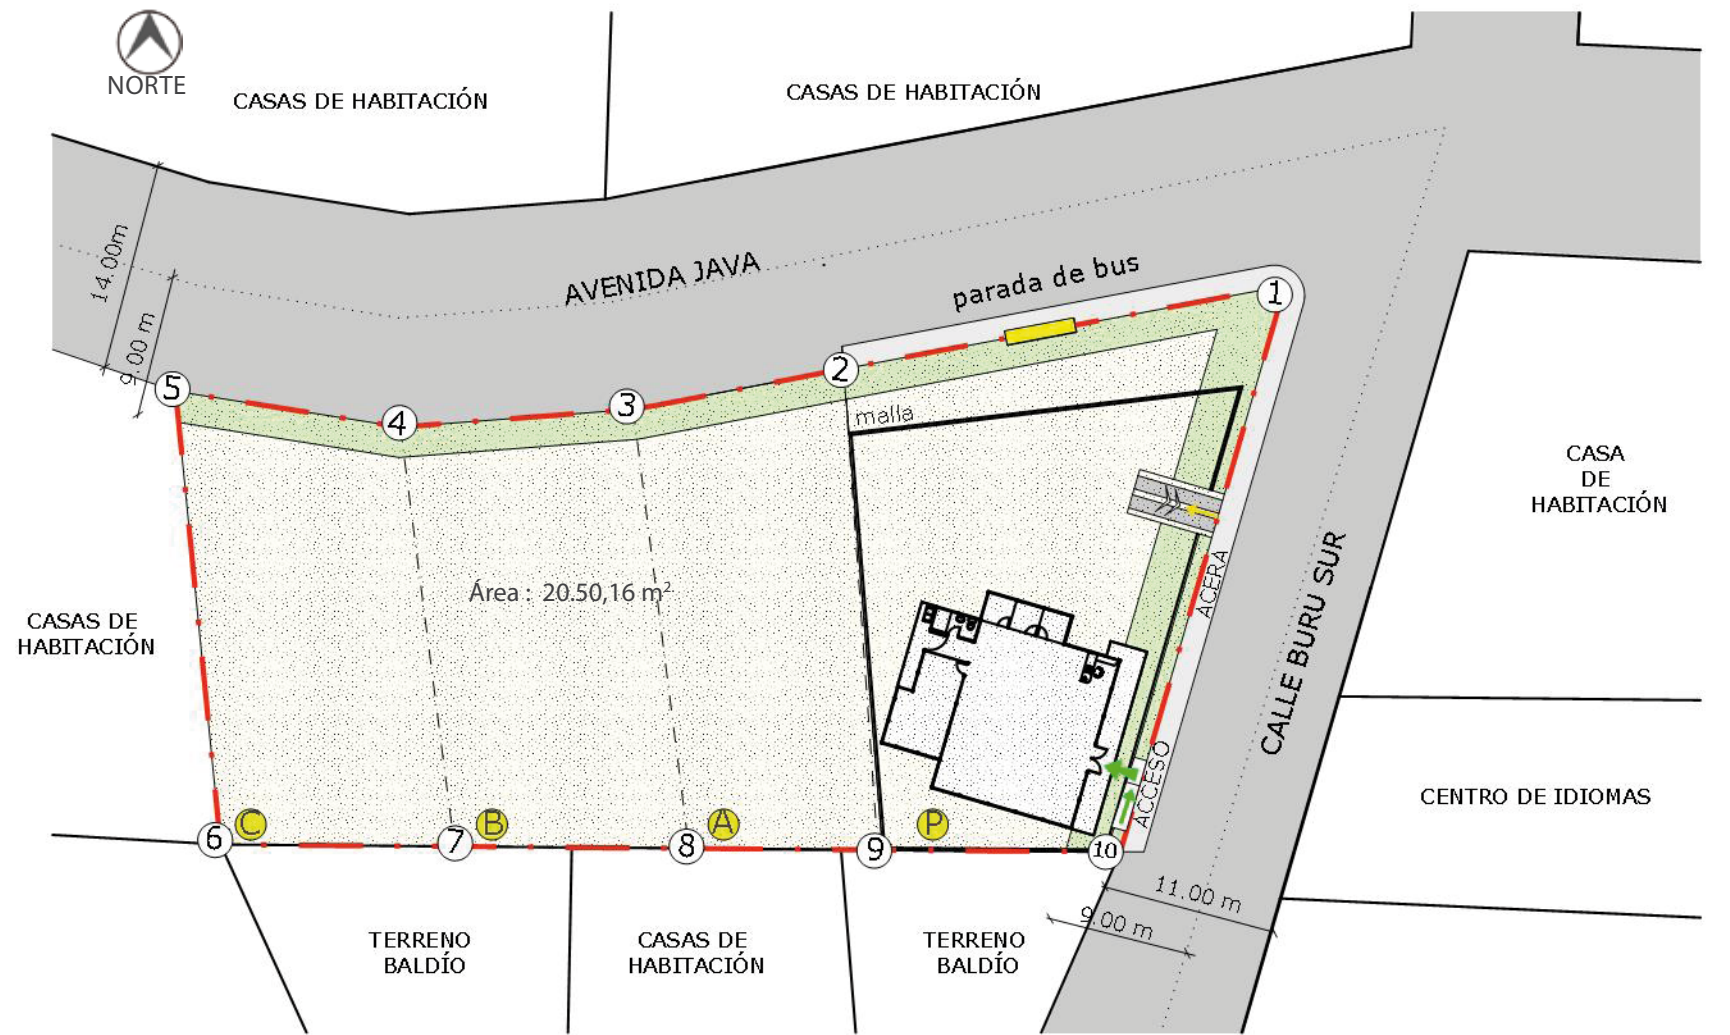 NORTE
CASAS DE HABITACIÓN
CASAS DE HABITACIÓN
14.00m
9.00 m
AVENIDA JAVA
parada de bus
1
2
3
4
5
malla
CASA
DE
HABITACIÓN
ACERA
CALLE BURU SUR
Área : 20.50,16 m²
CASAS DE
HABITACIÓN
ACCESO
CENTRO DE IDIOMAS
6
C
7
B
8
A
9
P
10
11.00 m
9.00 m
TERRENO
BALDÍO
CASAS DE
HABITACIÓN
TERRENO
BALDÍO